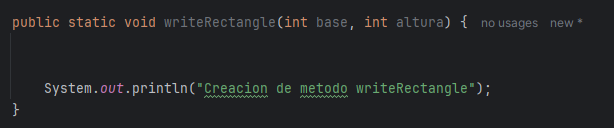 public static void writeRectangle(int base, int altura) { no usages new *
System.out.println("Creacion de metodo writeRectangle");
}